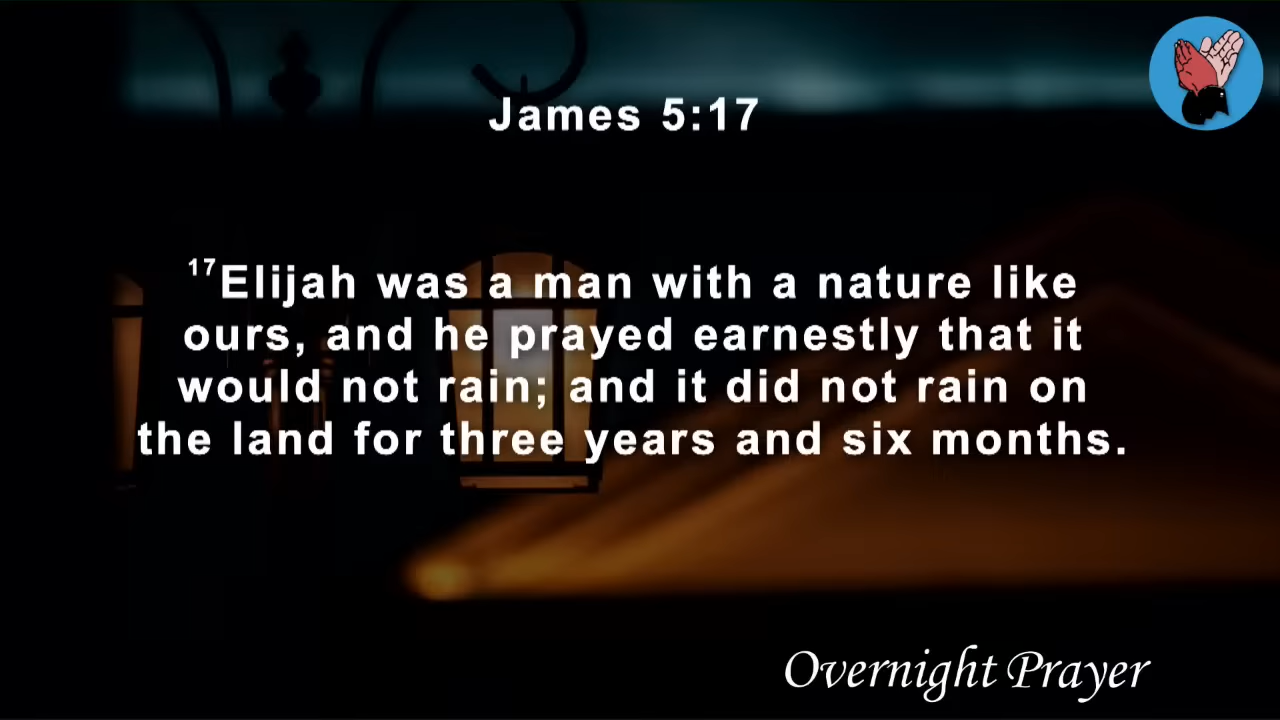 James 5:17
¹⁷Elijah was a man with a nature like
ours, and he prayed earnestly that it
would not rain; and it did not rain on
the land for three years and six months.
Overnight Prayer